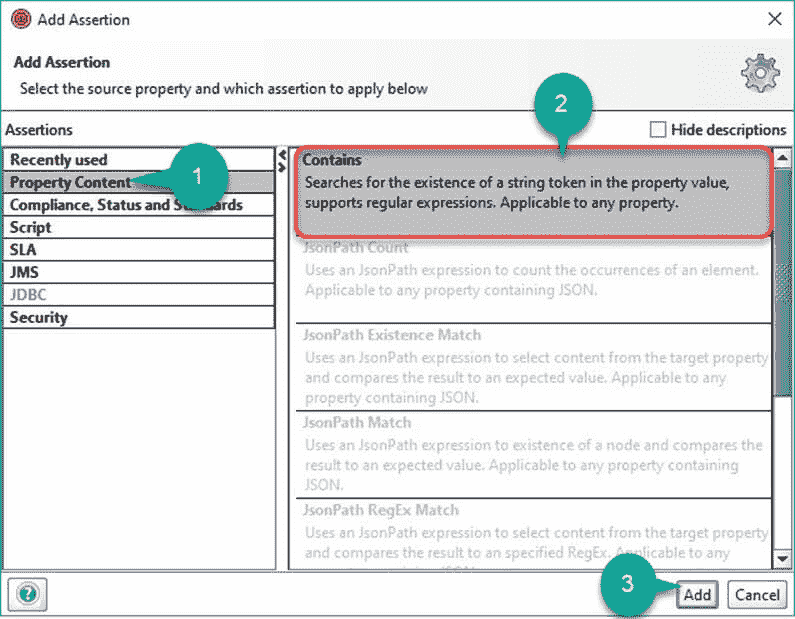 Add Assertion
Add Assertion
Select the source property and which assertion to apply below
2
Assertions
Hide descriptions
Recently used
Property Content
1
Compliance, Status and Standards
Script
SLA
JMS
JDBC
Security
Contains
Searches for the existence of a string token in the property value,
supports regular expressions. Applicable to any property.
JsonPath Count
Uses an JsonPath expression to count the occurrences of an element.
Applicable to any property containing JSON.
JsonPath Existence Match
Uses an JsonPath expression to select content from the target property
and compares the result to an expected value. Applicable to any
property containing JSON.
JsonPath Match
Uses an JsonPath expression to existence of a node and compares the
result to an expected value. Applicable to any property containing
JSON.
JsonPath RegEx Match
Uses an JsonPath expression to select content from the target property
and compares the result to an specified RegEx. Applicable to any
3
Add
Cancel